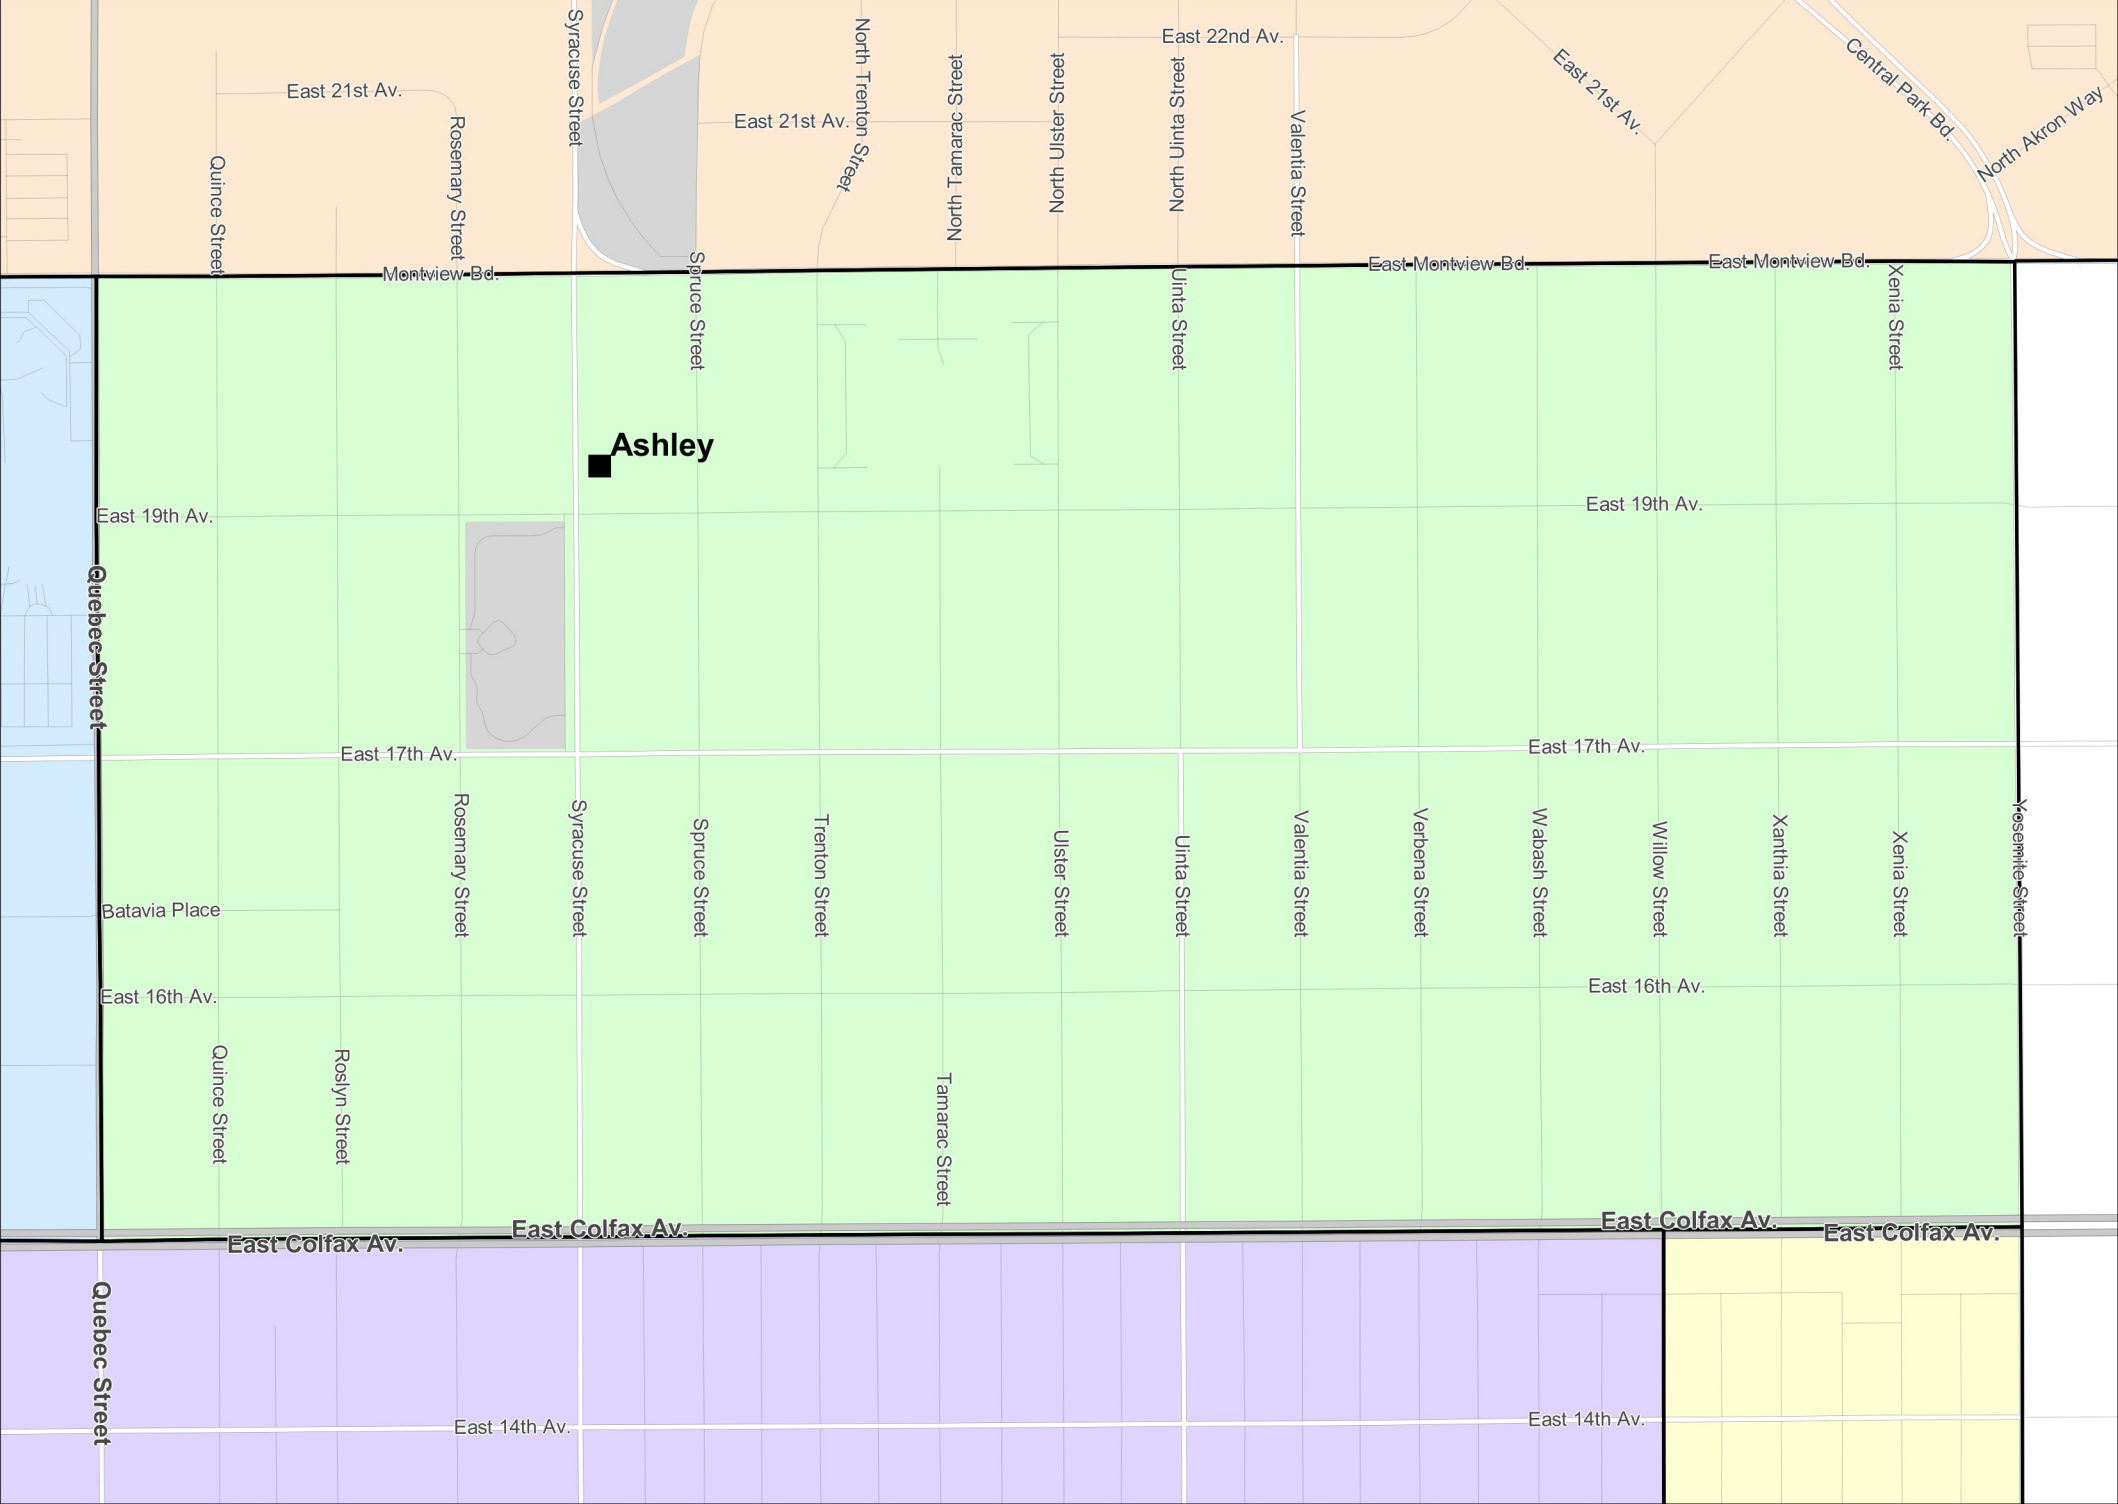 East 22nd Av.
East 21st Av.
East 21st Av.
East 21st Av.
Syracuse Street
North Trenton Street
North Tamarac Street
North Ulster Street
North Uinta Street
Valentia Street
Central Park Bd.
North Akron Way
Quince Street
Rosemary Street
Montview Bd.
East Montview Bd.
East Montview Bd.
Spruce Street
Uinta Street
Xenia Street
Ashley
East 19th Av.
East 19th Av.
Quebec Street
East 17th Av.
East 17th Av.
Rosemary Street
Syracuse Street
Spruce Street
Trenton Street
Ulster Street
Uinta Street
Valentia Street
Verbena Street
Wabash Street
Willow Street
Xanthia Street
Xenia Street
Yosemite Street
Batavia Place
East 16th Av.
East 16th Av.
Quince Street
Roslyn Street
Tamarac Street
East Colfax Av.
East Colfax Av.
East Colfax Av.
East Colfax Av.
Quebec Street
East 14th Av.
East 14th Av.